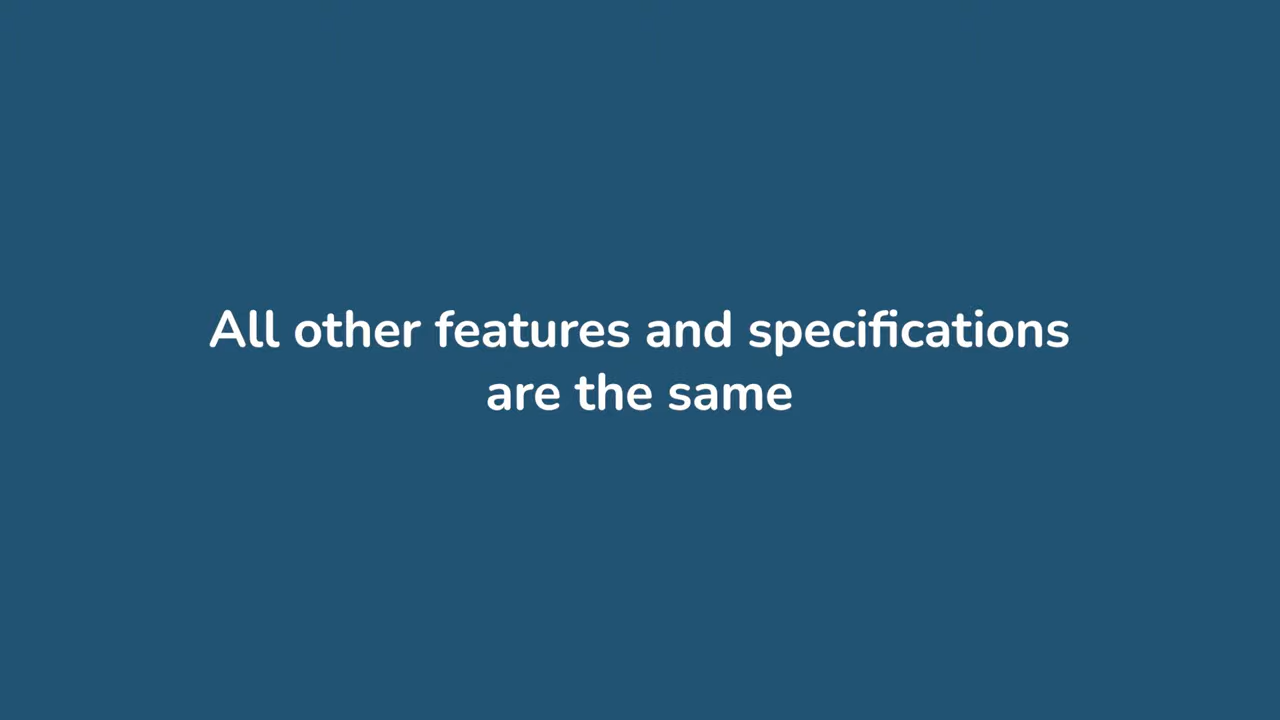 All other features and specifications
are the same